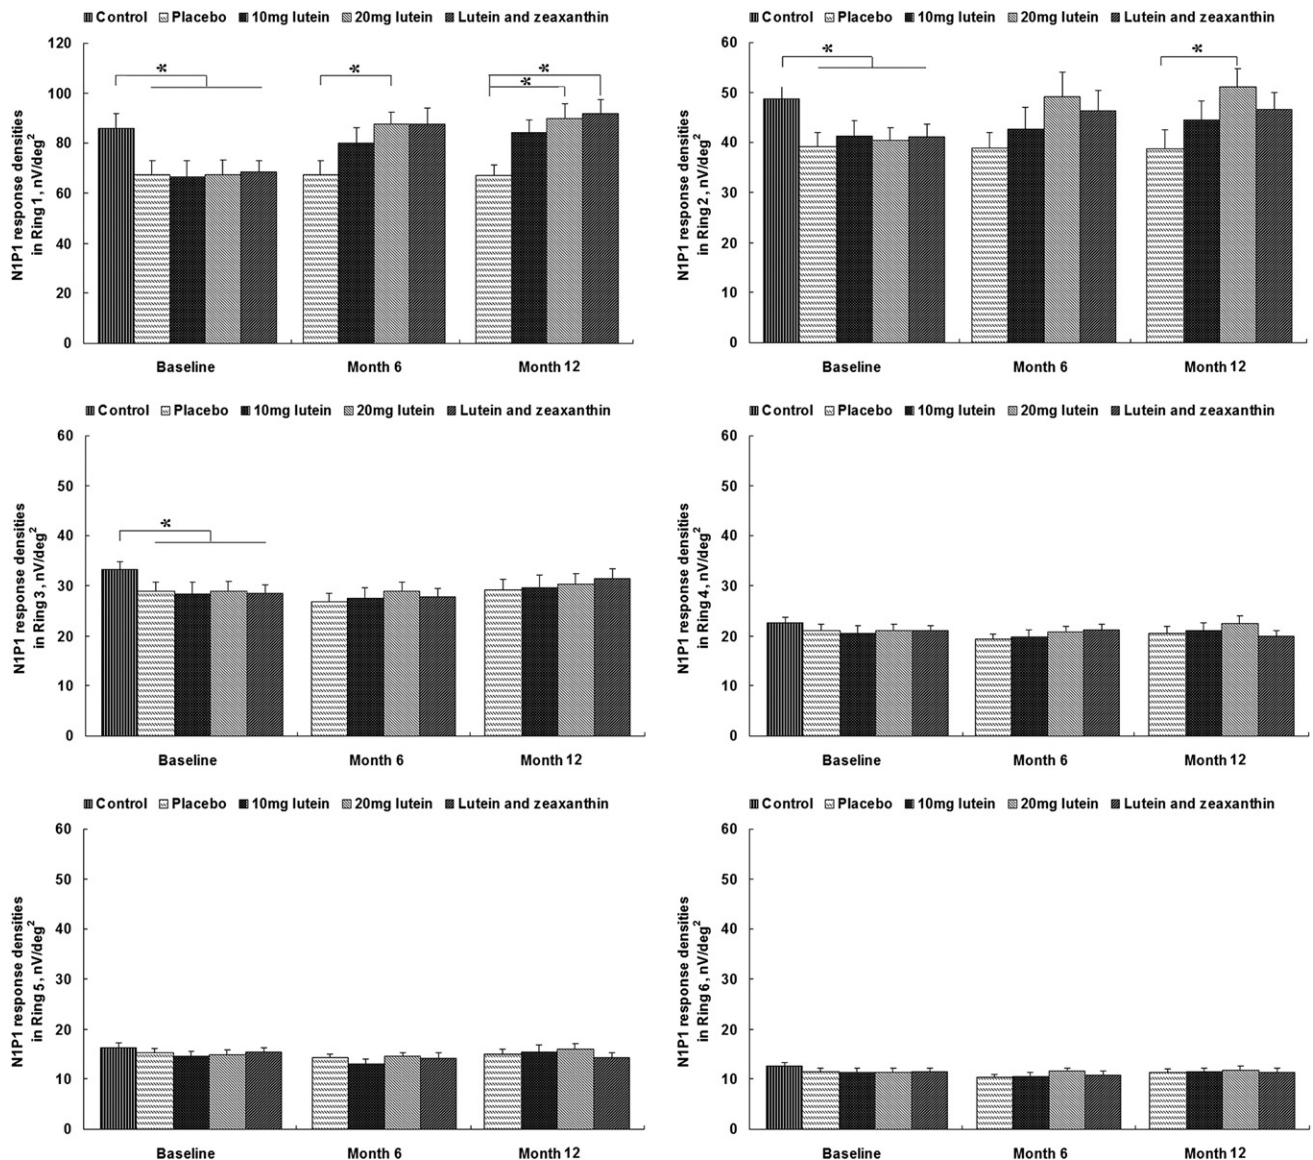 Control Placebo 10mg lutein 20mg lutein Lutein and zeaxanthin
120
100
80
60
40
20
0
N1P1 response densities
in Ring 1, nV/deg²
* * * *
Baseline Month 6 Month 12
Control Placebo 10mg lutein 20mg lutein Lutein and zeaxanthin
60
50
40
30
20
10
0
N1P1 response densities
in Ring 2, nV/deg²
* *
Baseline Month 6 Month 12
Control Placebo 10mg lutein 20mg lutein Lutein and zeaxanthin
60
50
40
30
20
10
0
N1P1 response densities
in Ring 3, nV/deg²
*
Baseline Month 6 Month 12
Control Placebo 10mg lutein 20mg lutein Lutein and zeaxanthin
60
50
40
30
20
10
0
N1P1 response densities
in Ring 4, nV/deg²
Baseline Month 6 Month 12
Control Placebo 10mg lutein 20mg lutein Lutein and zeaxanthin
60
50
40
30
20
10
0
N1P1 response densities
in Ring 5, nV/deg²
Baseline Month 6 Month 12
Control Placebo 10mg lutein 20mg lutein Lutein and zeaxanthin
60
50
40
30
20
10
0
N1P1 response densities
in Ring 6, nV/deg²
Baseline Month 6 Month 12